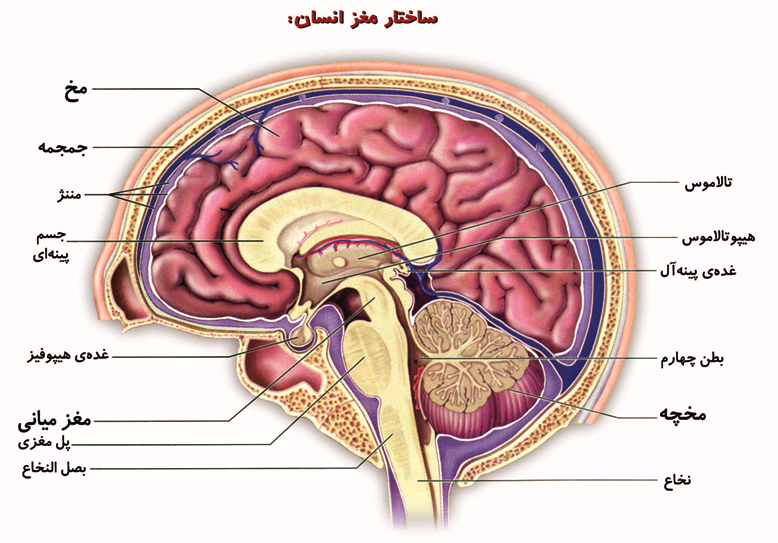 ساختار مغز انسان:
مخ
جمجمه
مننژ
جسم
پینه‌ای
غده‌ی هیپوفیز
مغز میانی
پل مغزی
بصل النخاع
تالاموس
هیپوتالاموس
غده‌ی پینه‌آل
بطن چهارم
مخچه
نخاع